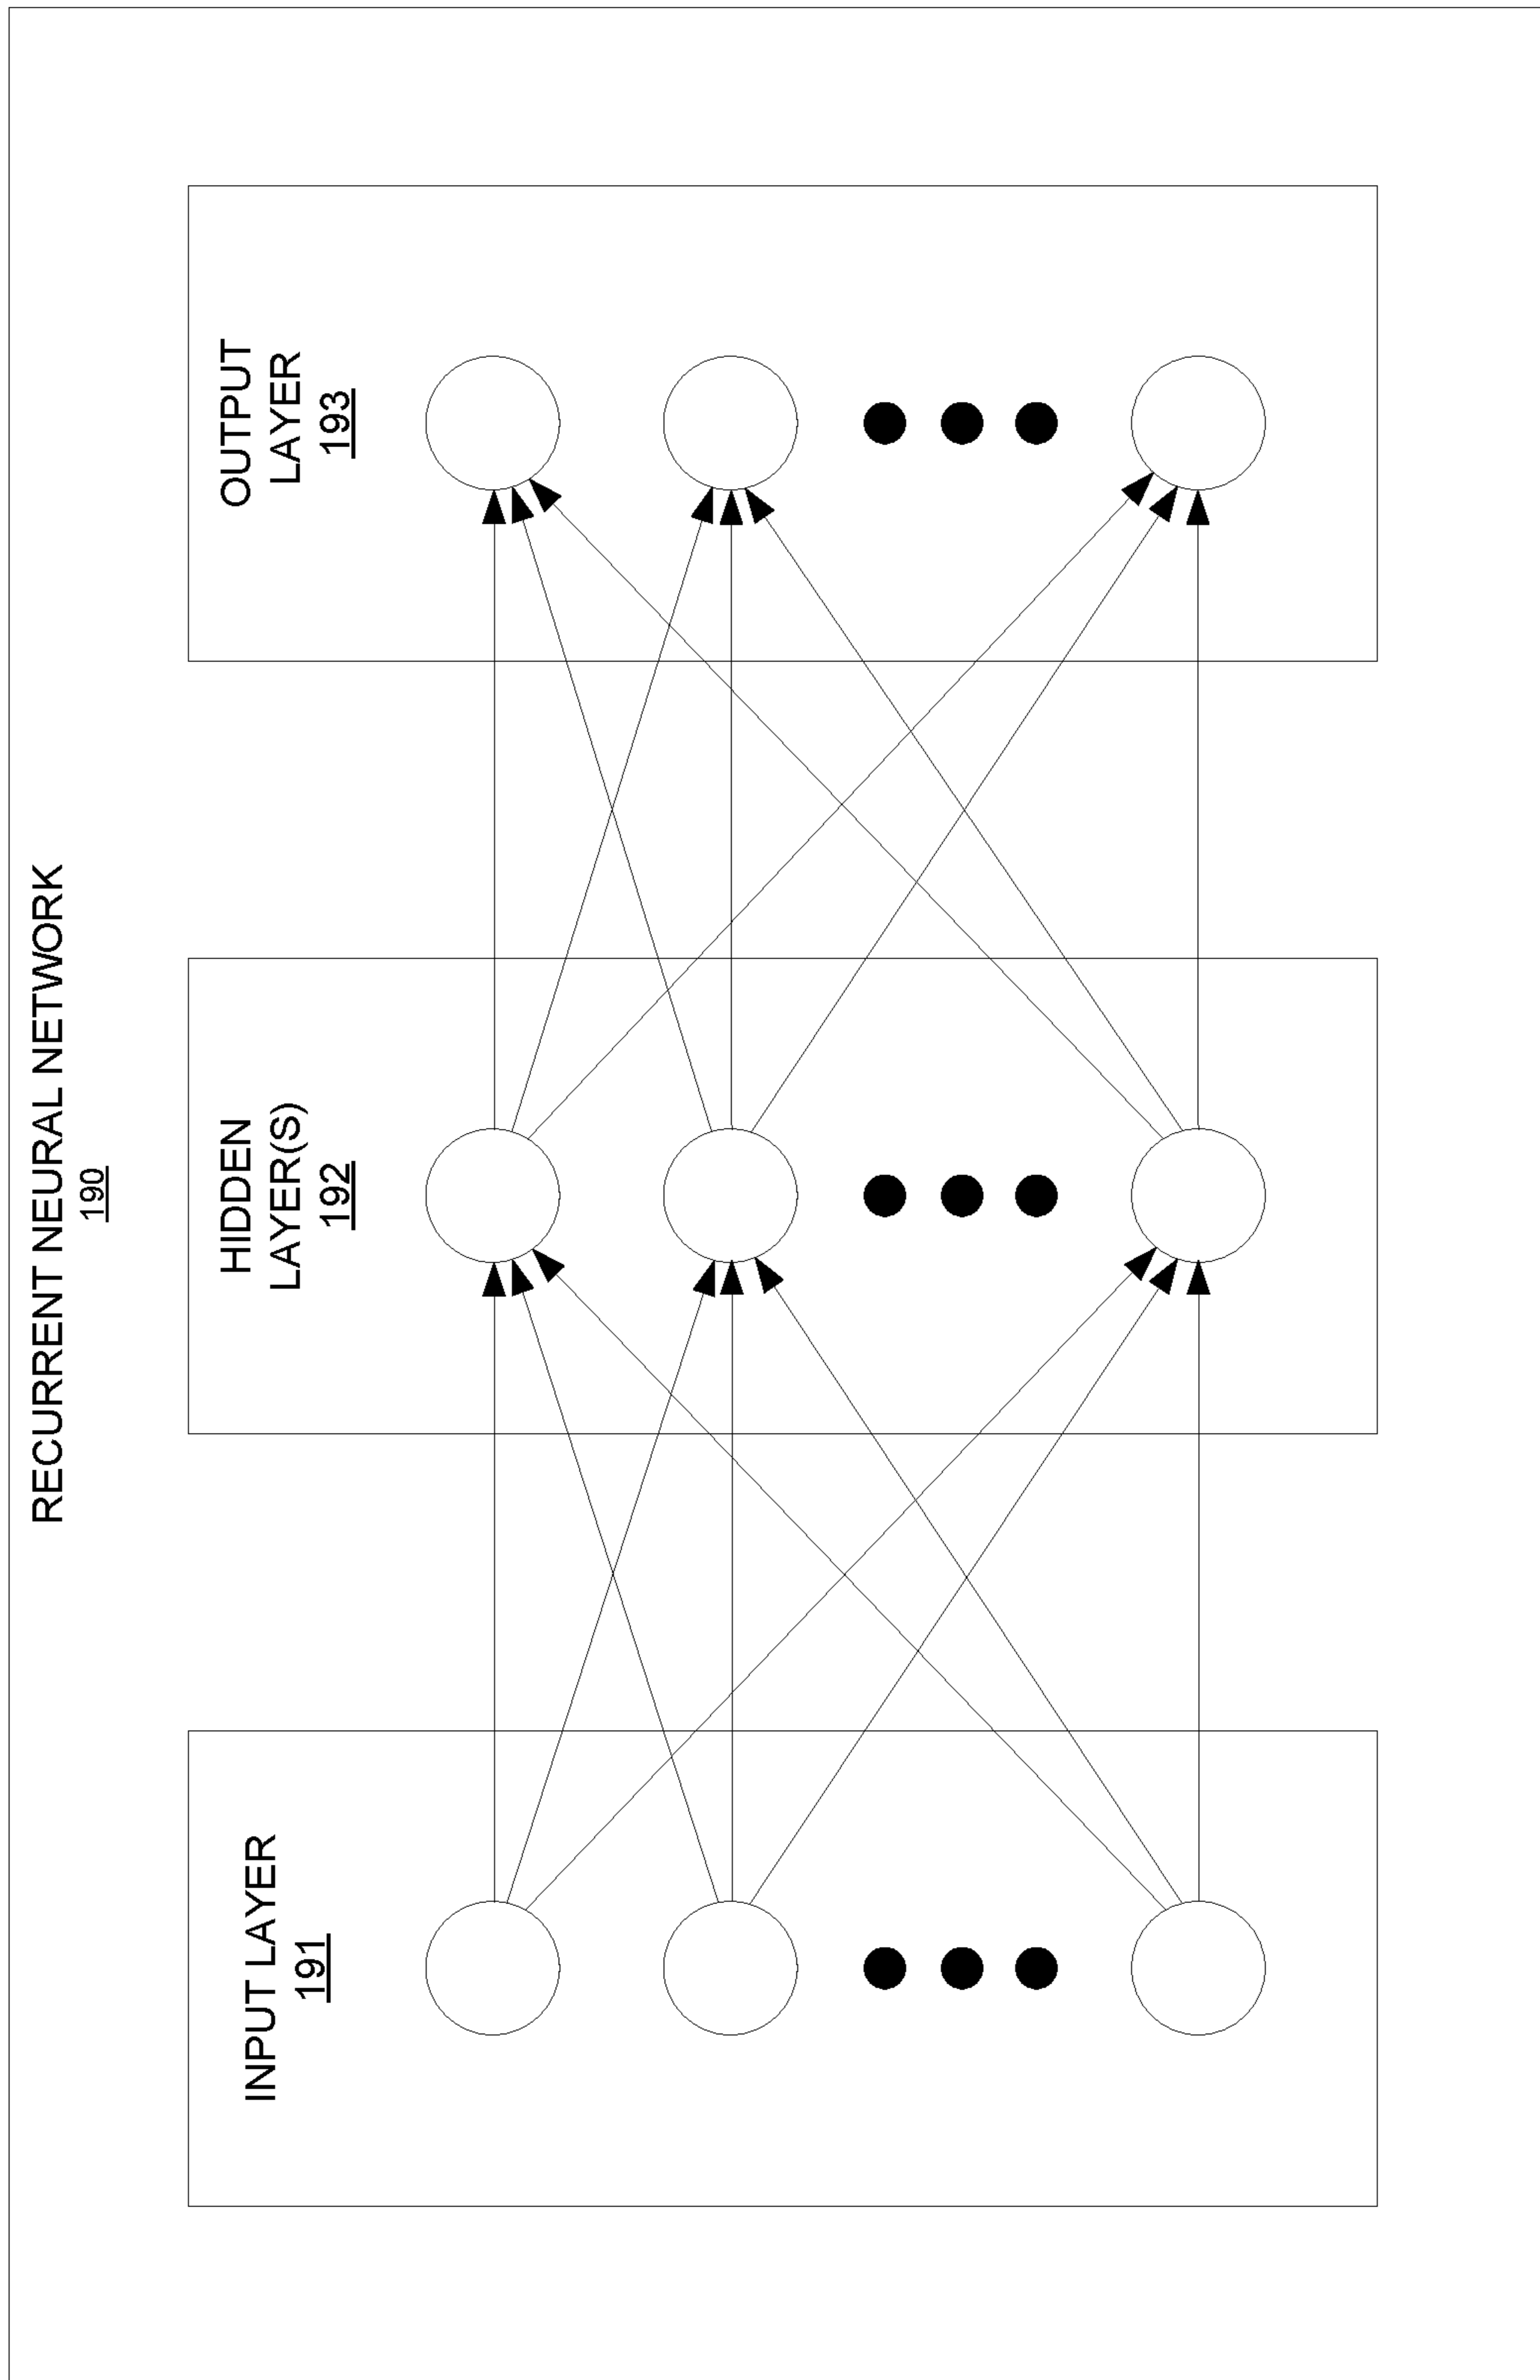 RECURRENT NEURAL NETWORK
190
INPUT LAYER
191
HIDDEN
LAYER(S)
192
OUTPUT
LAYER
193